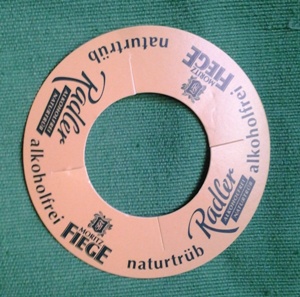 naturtrüb
MORITZ
FIEGE
alkoholfrei
Radler
naturtrüb
MORITZ
FIEGE
alkoholfrei
Radler